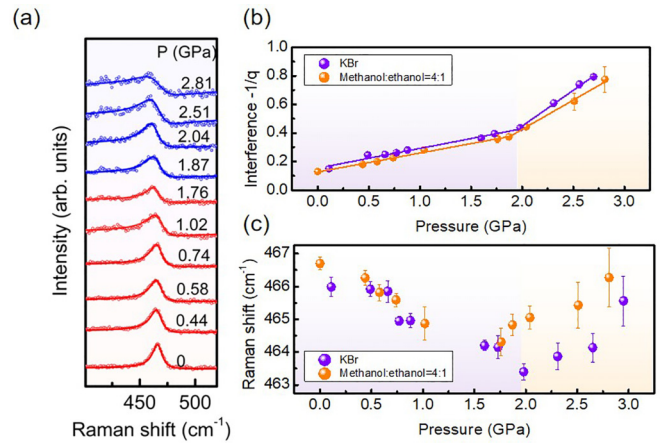 (a)
P (GPa)
2.81
2.51
2.04
1.87
1.76
1.02
0.74
0.58
0.44
0
Intensity (arb. units)
450
500
Raman shift (cm⁻¹)
(b)
Interference -1/q
1.0
0.8
0.6
0.4
0.2
0.0
KBr
Methanol:ethanol=4:1
0.0 0.5 1.0 1.5 2.0 2.5 3.0
Pressure (GPa)
(c)
Raman shift (cm⁻¹)
467
466
465
464
463
KBr
Methanol:ethanol=4:1
0.0 0.5 1.0 1.5 2.0 2.5 3.0
Pressure (GPa)